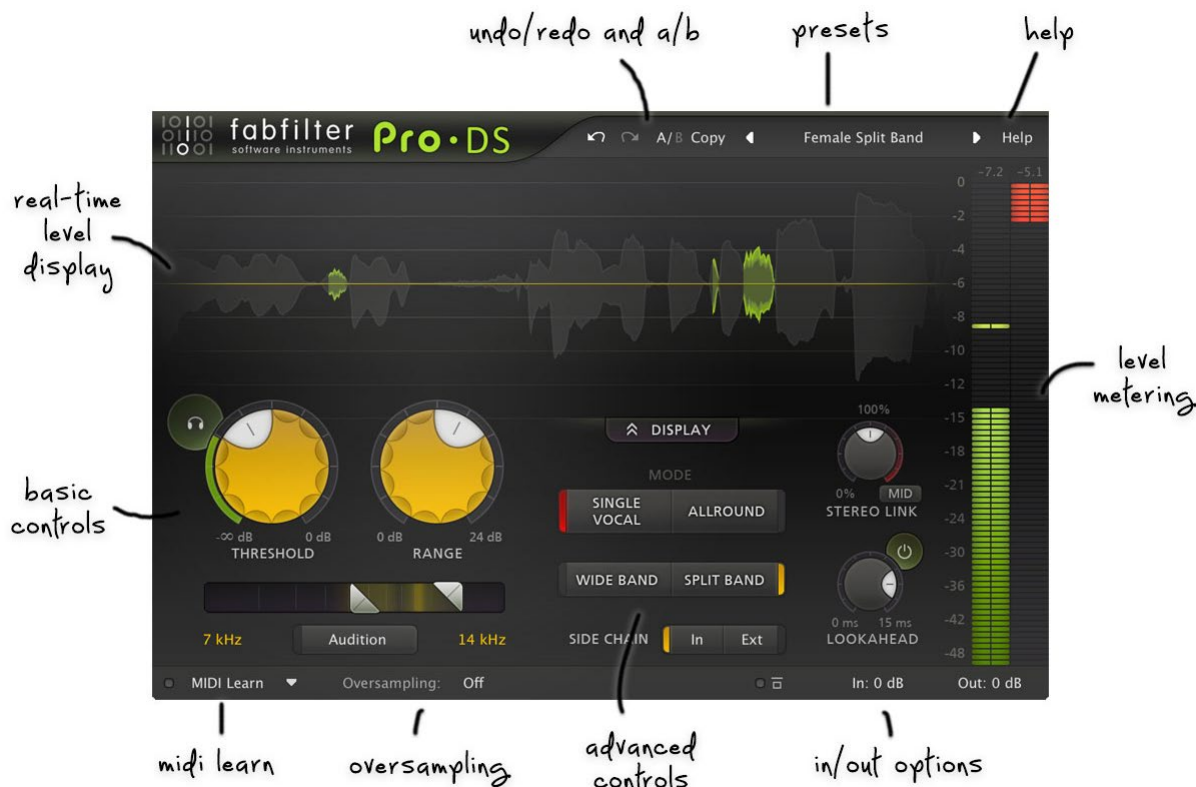 undo/redo and a/b
presets
help
fabfilter
software instruments
Pro·DS
A/B Copy
Female Split Band
Help
real-time
level
display
-7.2 -5.1
0
-2
-4
-6
-8
-10
-12
-15
-18
-21
-24
-30
-36
-42
-48
level
metering
basic
controls
-∞ dB 0 dB
THRESHOLD
0 dB 24 dB
RANGE
7 kHz
Audition
14 kHz
DISPLAY
MODE
SINGLE
VOCAL
ALLROUND
WIDE BAND
SPLIT BAND
SIDE CHAIN
In
Ext
100%
0%
MID
STEREO LINK
0 ms 15 ms
LOOKAHEAD
MIDI Learn
Oversampling: Off
In: 0 dB
Out: 0 dB
midi learn
oversampling
advanced
controls
in/out options